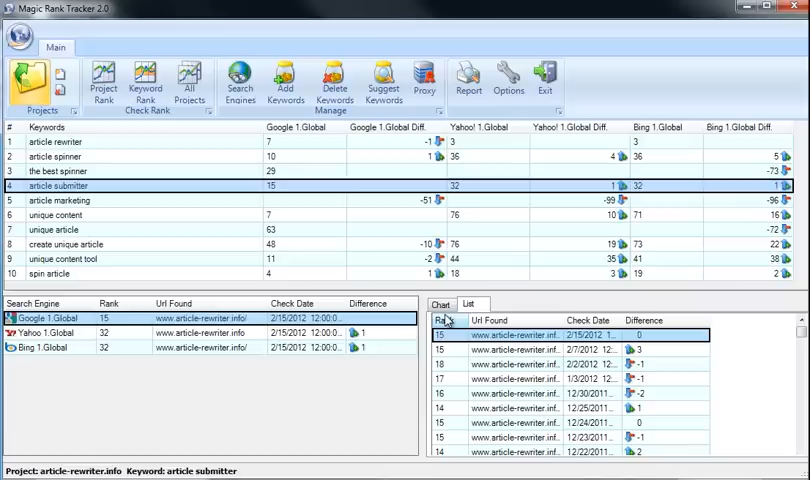 Magic Rank Tracker 2.0
Main
Project Rank
Keyword Rank
All Projects
Search Engines
Add Keywords
Delete Keywords
Suggest Keywords
Proxy
Report
Options
Exit
Projects
Check Rank
Manage
# Keywords Google 1.Global Google 1.Global Diff. Yahoo! 1.Global Yahoo! 1.Global Diff. Bing 1.Global Bing 1.Global Diff.
1 article rewriter 7 -1 3 3
2 article spinner 10 1 36 4 36 5
3 the best spinner 29 -73
4 article submitter 15 32 1 32 1
5 article marketing -51 -99 -96
6 unique content 7 76 10 71 16
7 unique article 63 -72
8 create unique article 48 -10 76 19 73 22
9 unique content tool 11 -2 44 35 41 38
10 spin article 4 1 18 3 19 2
Search Engine Rank Url Found Check Date Difference
Google 1.Global 15 www.article-rewriter.info/ 2/15/2012 12:00:0...
Yahoo 1.Global 32 www.article-rewriter.info 2/15/2012 12:00:0... 1
Bing 1.Global 32 www.article-rewriter.info/ 2/15/2012 12:00:0... 1
Chart List
Url Found Check Date Difference
15 www.article-rewriter.inf... 2/15/2012 1... 0
15 www.article-rewriter.inf... 2/7/2012 12:... 3
18 www.article-rewriter.inf... 2/2/2012 12:... -1
17 www.article-rewriter.inf... 1/3/2012 12:... -1
16 www.article-rewriter.inf... 12/30/2011... -2
14 www.article-rewriter.inf... 12/25/2011... 1
15 www.article-rewriter.inf... 12/24/2011... 0
15 www.article-rewriter.inf... 12/23/2011... -1
14 www.article-rewriter.inf... 12/22/2011... 2
Project: article-rewriter.info Keyword: article submitter